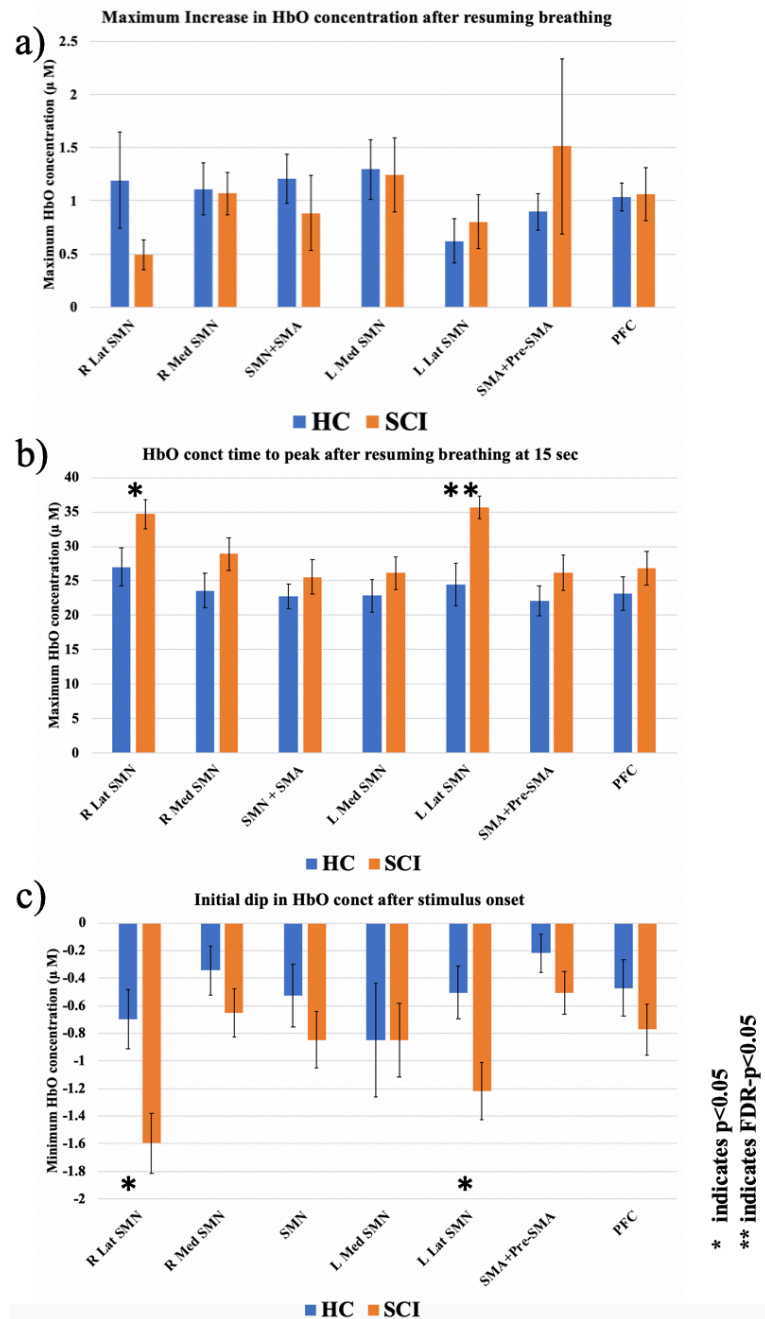 Maximum Increase in HbO concentration after resuming breathing
a)
Maximum HbO concentration (μ M)
2.5
2
1.5
1
0.5
0
R Lat SMN
R Med SMN
SMN+SMA
L Med SMN
L Lat SMN
SMA+Pre-SMA
PFC
HC SCI
b)
HbO conct time to peak after resuming breathing at 15 sec
Maximum HbO concentration (μ M)
40
35
30
25
20
15
10
5
0
*
**
R Lat SMN
R Med SMN
SMN + SMA
L Med SMN
L Lat SMN
SMA+Pre-SMA
PFC
HC SCI
c)
Initial dip in HbO conct after stimulus onset
Minimum HbO concentration (μ M)
0
-0.2
-0.4
-0.6
-0.8
-1
-1.2
-1.4
-1.6
-1.8
-2
*
*
R Lat SMN
R Med SMN
SMN
L Med SMN
L Lat SMN
SMA+Pre-SMA
PFC
HC SCI
* indicates p<0.05
** indicates FDR-p<0.05